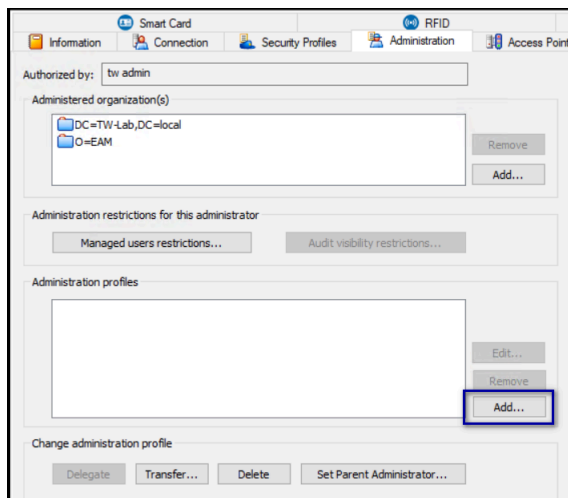 Smart Card
RFID
Information
Connection
Security Profiles
Administration
Access Point
Authorized by:
tw admin
Administered organization(s)
DC=TW-Lab,DC=local
O=EAM
Remove
Add...
Administration restrictions for this administrator
Managed users restrictions...
Audit visibility restrictions...
Administration profiles
Edit...
Remove
Add...
Change administration profile
Delegate
Transfer...
Delete
Set Parent Administrator...